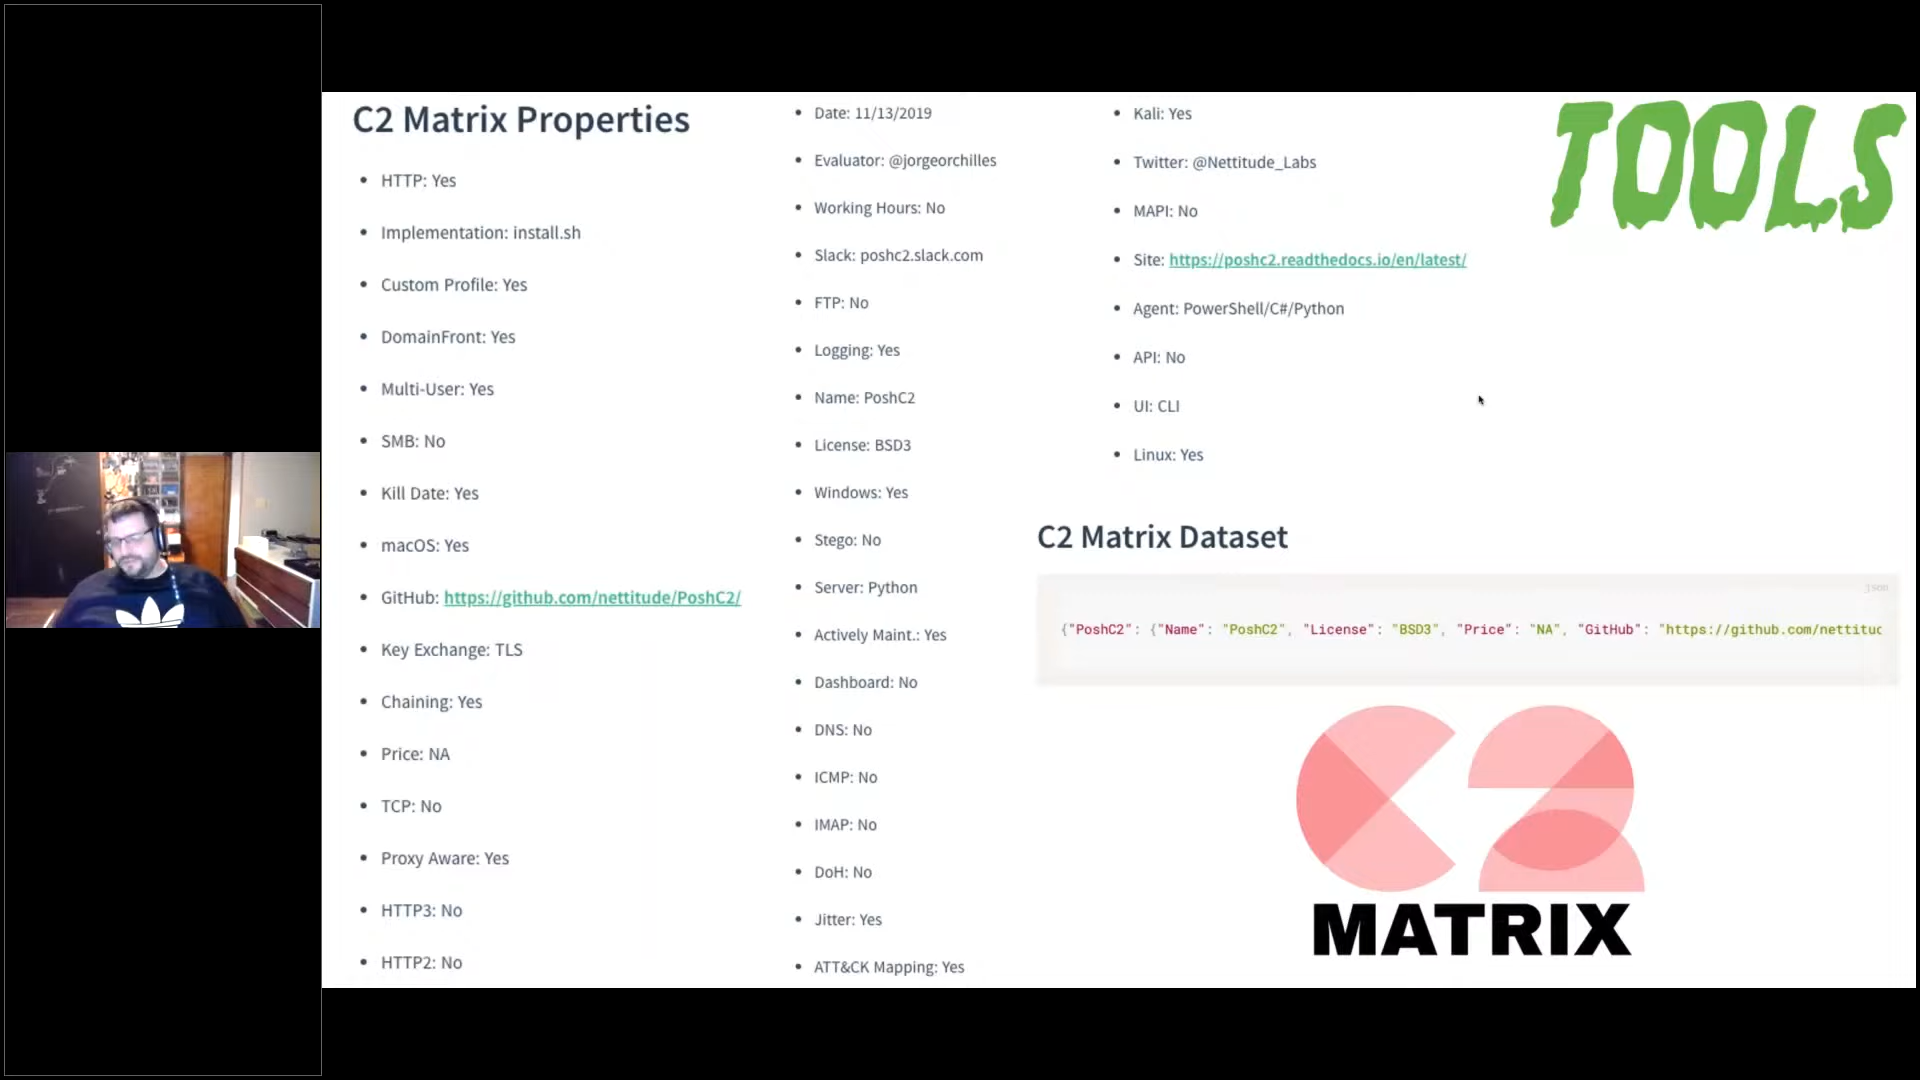 C2 Matrix Properties
HTTP: Yes
Implementation: install.sh
Custom Profile: Yes
DomainFront: Yes
Multi-User: Yes
SMB: No
Kill Date: Yes
macOS: Yes
GitHub: https://github.com/nettitude/PoshC2/
Key Exchange: TLS
Chaining: Yes
Price: NA
TCP: No
Proxy Aware: Yes
HTTP3: No
HTTP2: No
Date: 11/13/2019
Evaluator: @jorgeorchilles
Working Hours: No
Slack: poshc2.slack.com
FTP: No
Logging: Yes
Name: PoshC2
License: BSD3
Windows: Yes
Stego: No
Server: Python
Actively Maint.: Yes
Dashboard: No
DNS: No
ICMP: No
IMAP: No
DoH: No
Jitter: Yes
ATT&CK Mapping: Yes
Kali: Yes
Twitter: @Nettitude_Labs
MAPI: No
Site: https://poshc2.readthedocs.io/en/latest/
Agent: PowerShell/C#/Python
API: No
UI: CLI
Linux: Yes
TOOLS
C2 Matrix Dataset
json
{"PoshC2": {"Name": "PoshC2", "License": "BSD3", "Price": "NA", "GitHub": "https://github.com/nettituc
C2
MATRIX